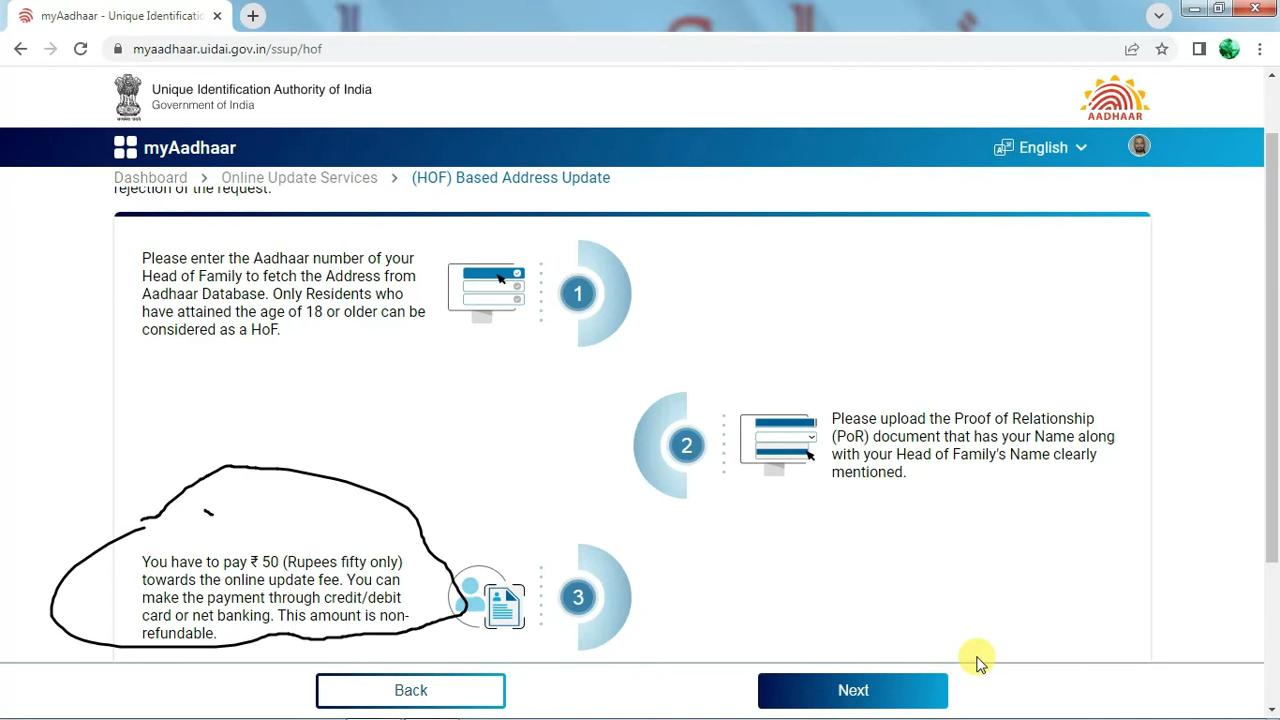 myAadhaar - Unique Identificatio
myaadhaar.uidai.gov.in/ssup/hof
Unique Identification Authority of India
Government of India
AADHAAR
myAadhaar
English
Dashboard > Online Update Services > (HOF) Based Address Update
rejection of the request.
Please enter the Aadhaar number of your
Head of Family to fetch the Address from
Aadhaar Database. Only Residents who
have attained the age of 18 or older can be
considered as a HoF.
1
2
Please upload the Proof of Relationship
(PoR) document that has your Name along
with your Head of Family's Name clearly
mentioned.
You have to pay ₹ 50 (Rupees fifty only)
towards the online update fee. You can
make the payment through credit/debit
card or net banking. This amount is non-
refundable.
3
Back
Next